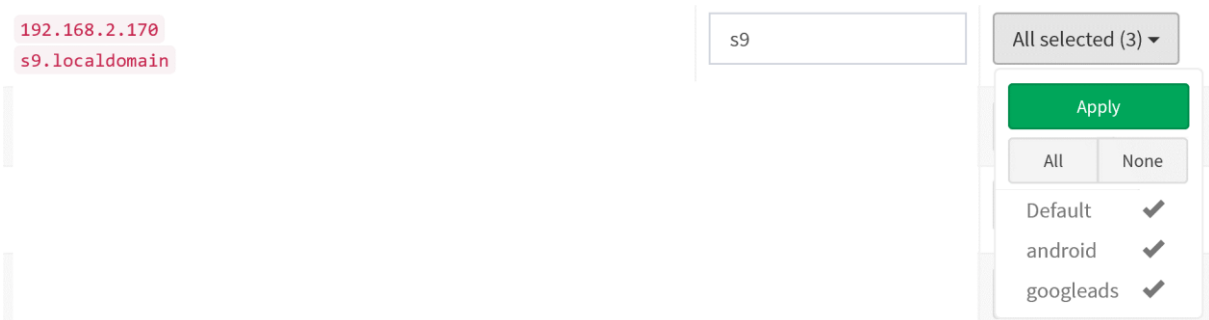 192.168.2.170
s9.localdomain
s9
All selected (3)
Apply
All
None
Default
android
googleads